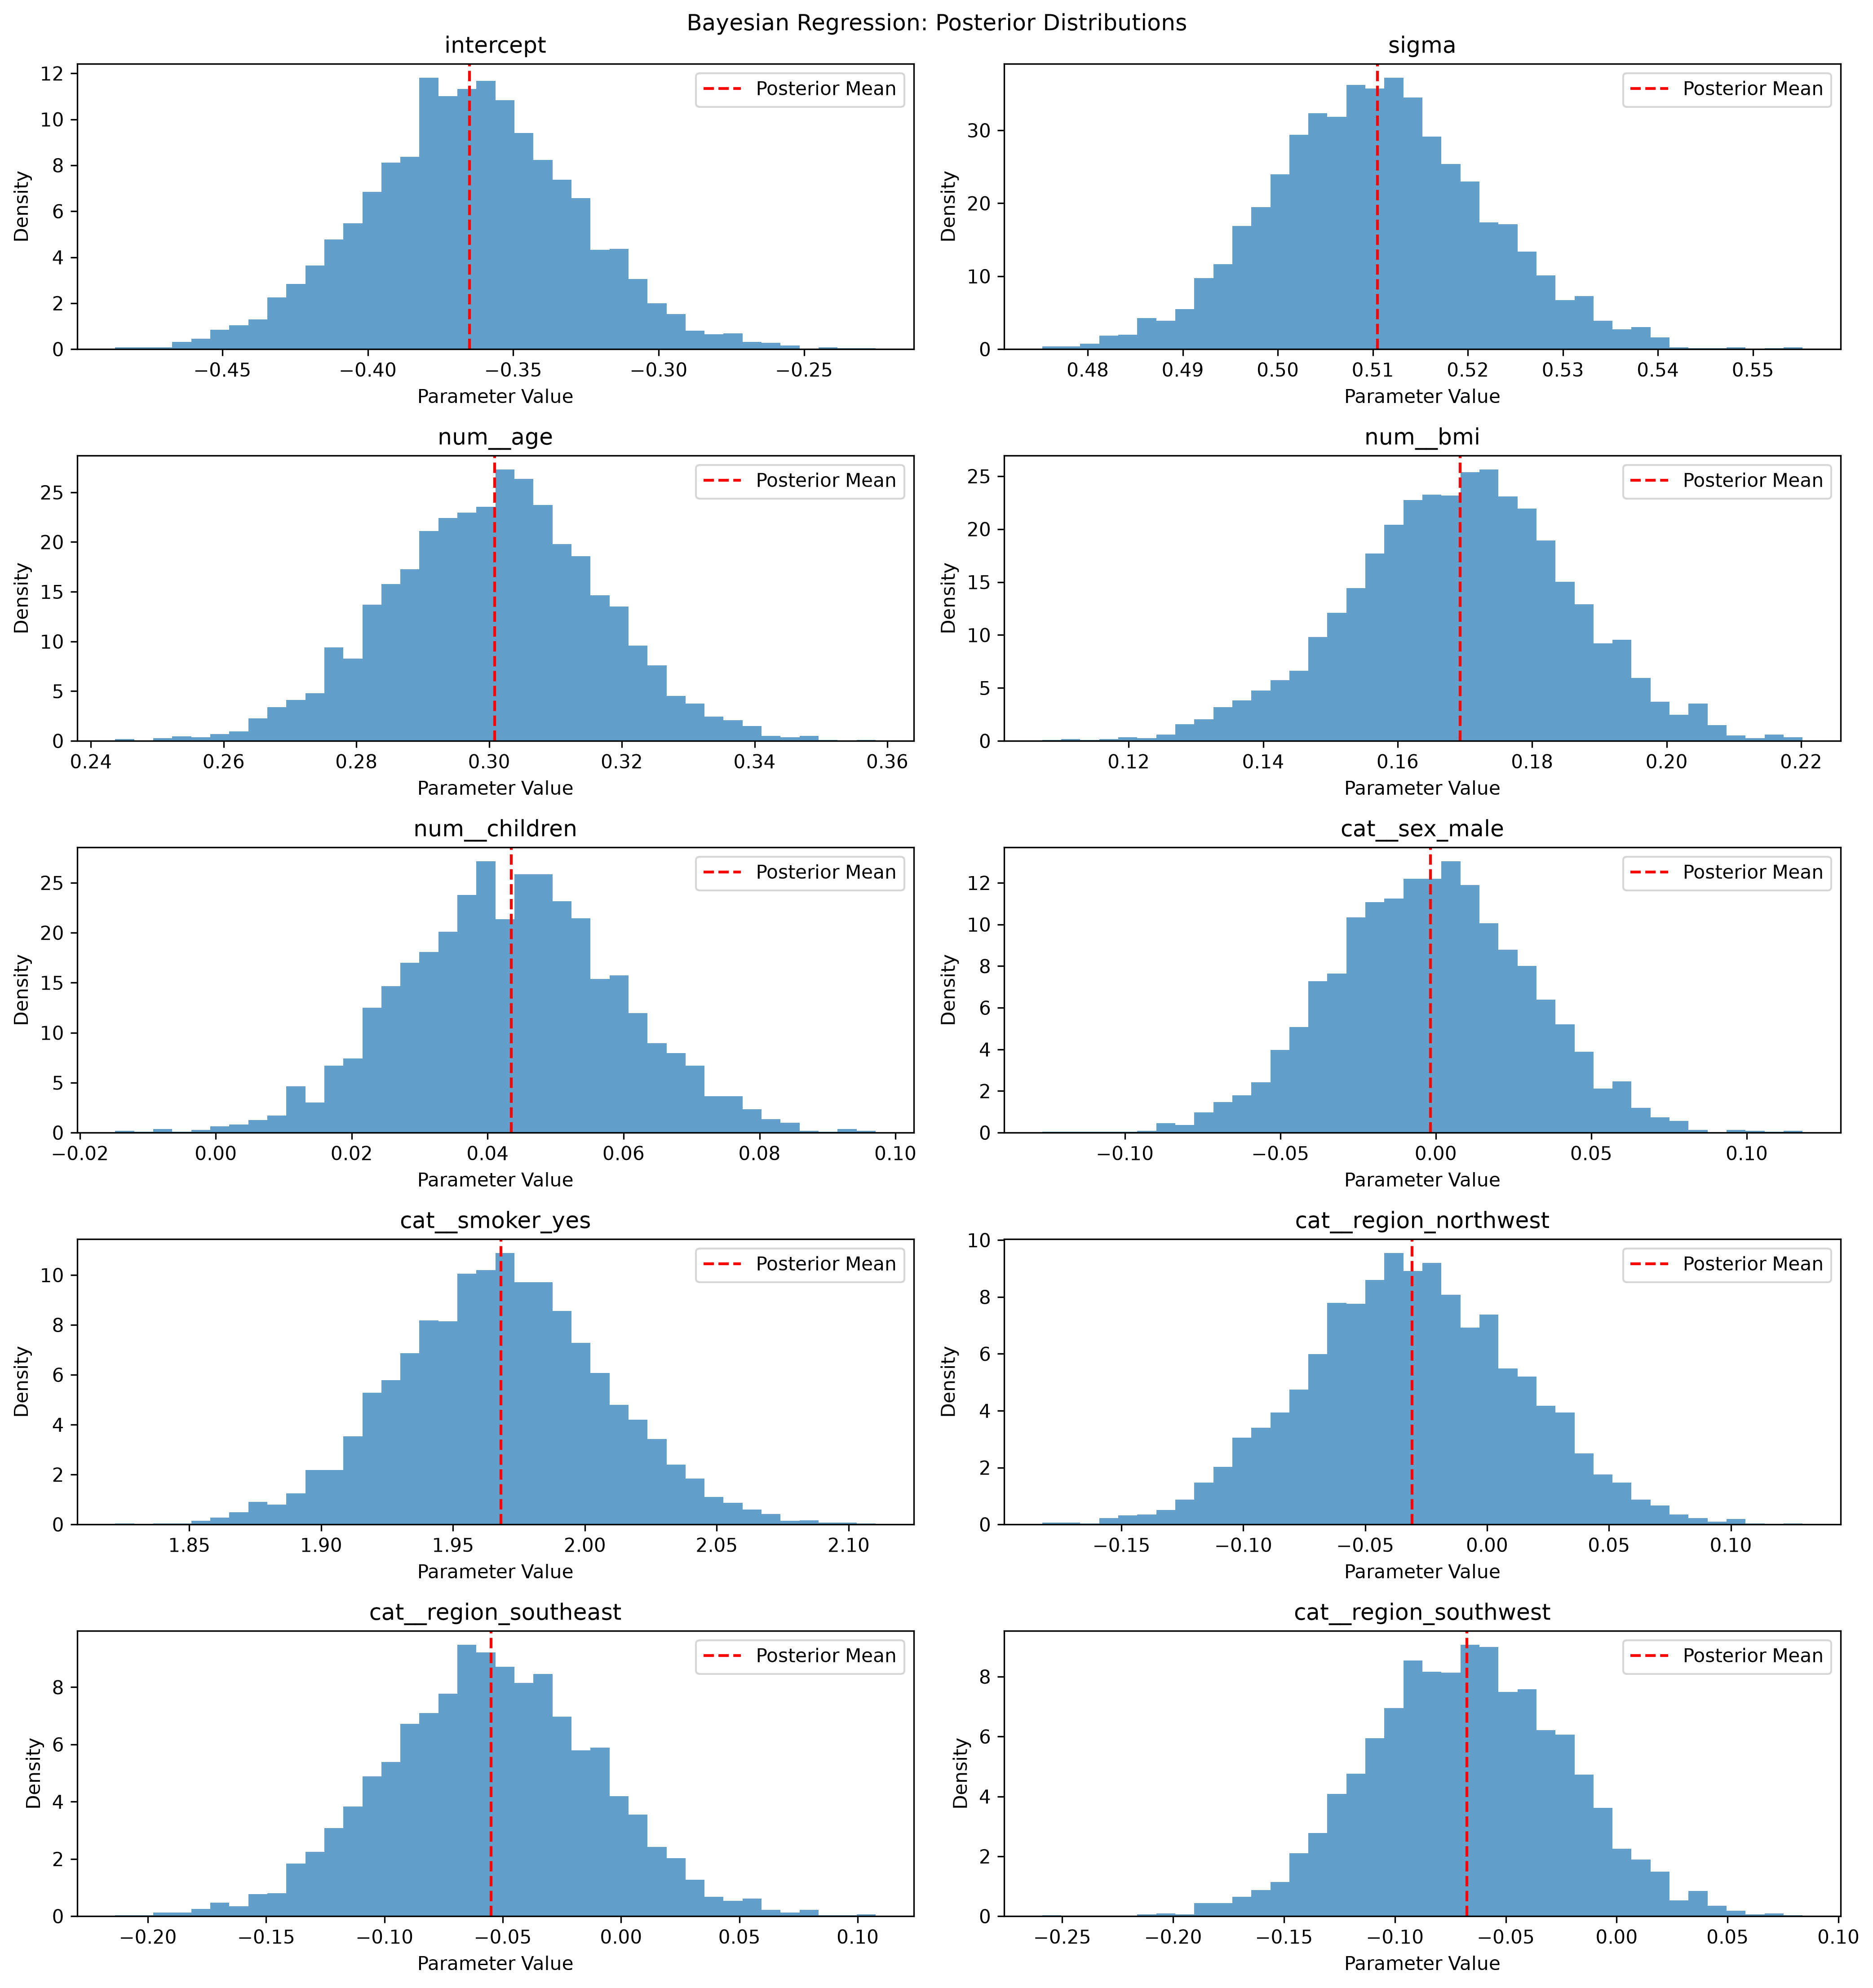 Bayesian Regression: Posterior Distributions
intercept
Posterior Mean
Density
12
10
8
6
4
2
0
−0.45 −0.40 −0.35 −0.30 −0.25
Parameter Value
sigma
Posterior Mean
Density
30
20
10
0
0.48 0.49 0.50 0.51 0.52 0.53 0.54 0.55
Parameter Value
num__age
Posterior Mean
Density
25
20
15
10
5
0
0.24 0.26 0.28 0.30 0.32 0.34 0.36
Parameter Value
num__bmi
Posterior Mean
Density
25
20
15
10
5
0
0.12 0.14 0.16 0.18 0.20 0.22
Parameter Value
num__children
Posterior Mean
Density
25
20
15
10
5
0
−0.02 0.00 0.02 0.04 0.06 0.08 0.10
Parameter Value
cat__sex_male
Posterior Mean
Density
12
10
8
6
4
2
0
−0.10 −0.05 0.00 0.05 0.10
Parameter Value
cat__smoker_yes
Posterior Mean
Density
10
8
6
4
2
0
1.85 1.90 1.95 2.00 2.05 2.10
Parameter Value
cat__region_northwest
Posterior Mean
Density
10
8
6
4
2
0
−0.15 −0.10 −0.05 0.00 0.05 0.10
Parameter Value
cat__region_southeast
Posterior Mean
Density
8
6
4
2
0
−0.20 −0.15 −0.10 −0.05 0.00 0.05 0.10
Parameter Value
cat__region_southwest
Posterior Mean
Density
8
6
4
2
0
−0.25 −0.20 −0.15 −0.10 −0.05 0.00 0.05 0.10
Parameter Value